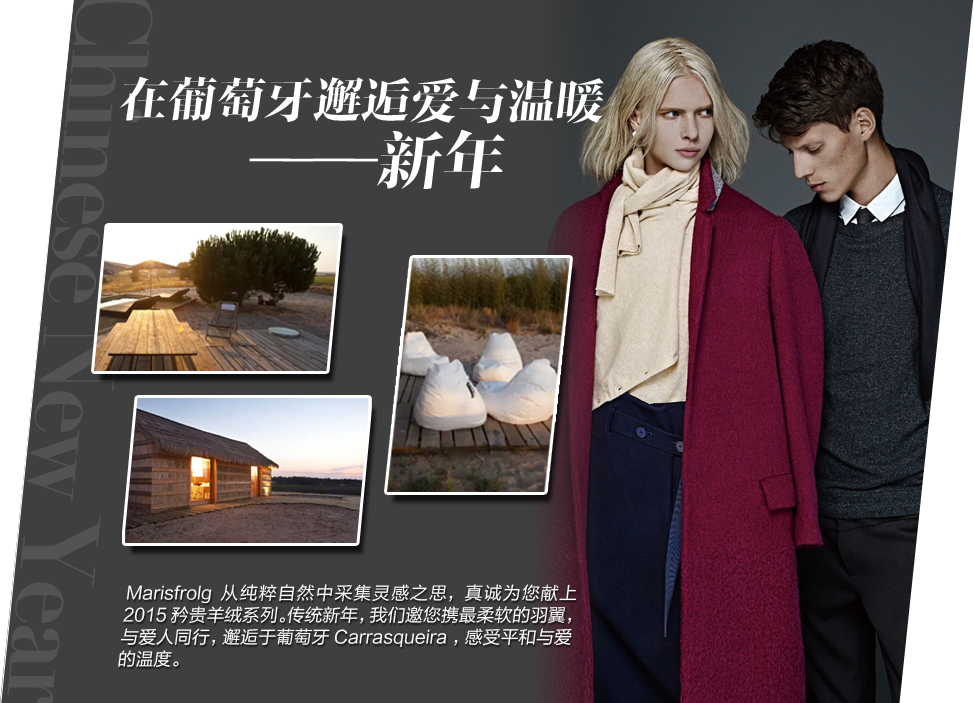 Chinese New Year
在葡萄牙邂逅爱与温暖
——新年
Marisfrolg 从纯粹自然中采集灵感之思，真诚为您献上
2015 矜贵羊绒系列。传统新年，我们邀您携最柔软的羽翼，
与爱人同行，邂逅于葡萄牙 Carrasqueira ，感受平和与爱
的温度。